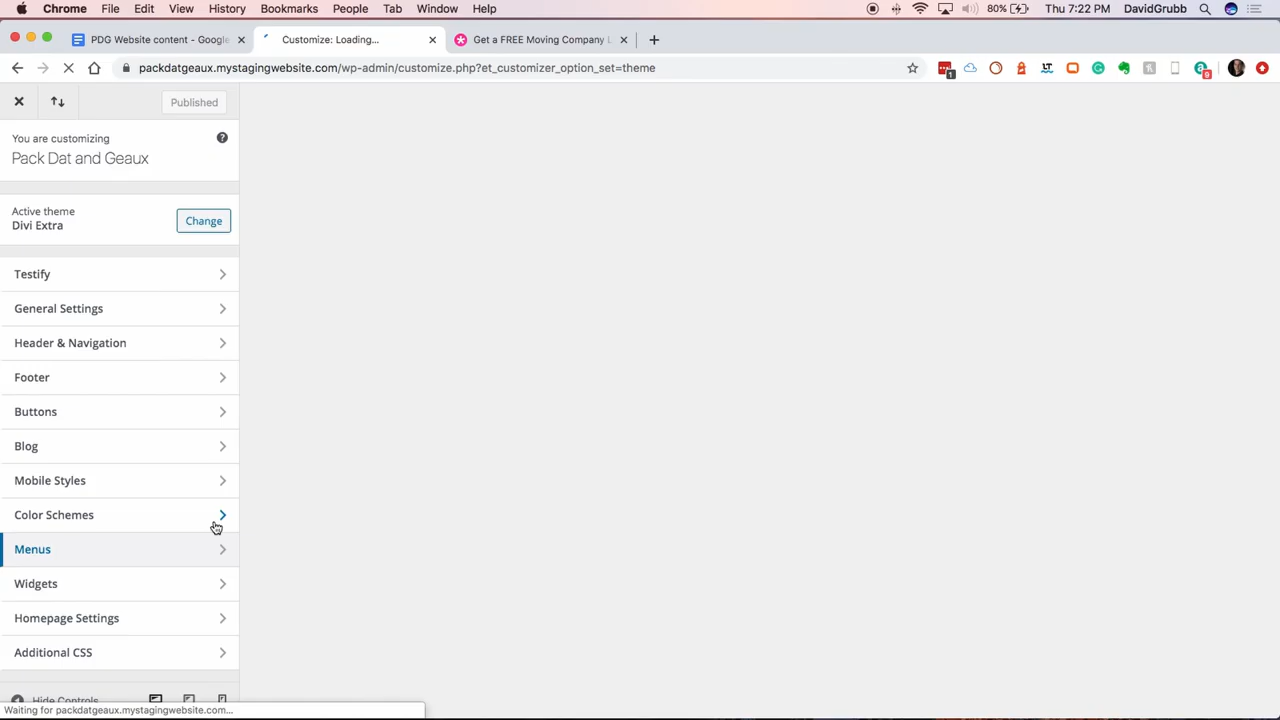 Chrome File Edit View History Bookmarks People Tab Window Help 80% Thu 7:22 PM DavidGrubb
PDG Website content - Google Customize: Loading... Get a FREE Moving Company L
packdatgeaux.mystagingwebsite.com/wp-admin/customize.php?et_customizer_option_set=theme
Published
You are customizing
Pack Dat and Geaux
Active theme
Divi Extra
Change
Testify
General Settings
Header & Navigation
Footer
Buttons
Blog
Mobile Styles
Color Schemes
Menus
Widgets
Homepage Settings
Additional CSS
Hide Controls
Waiting for packdatgeaux.mystagingwebsite.com...